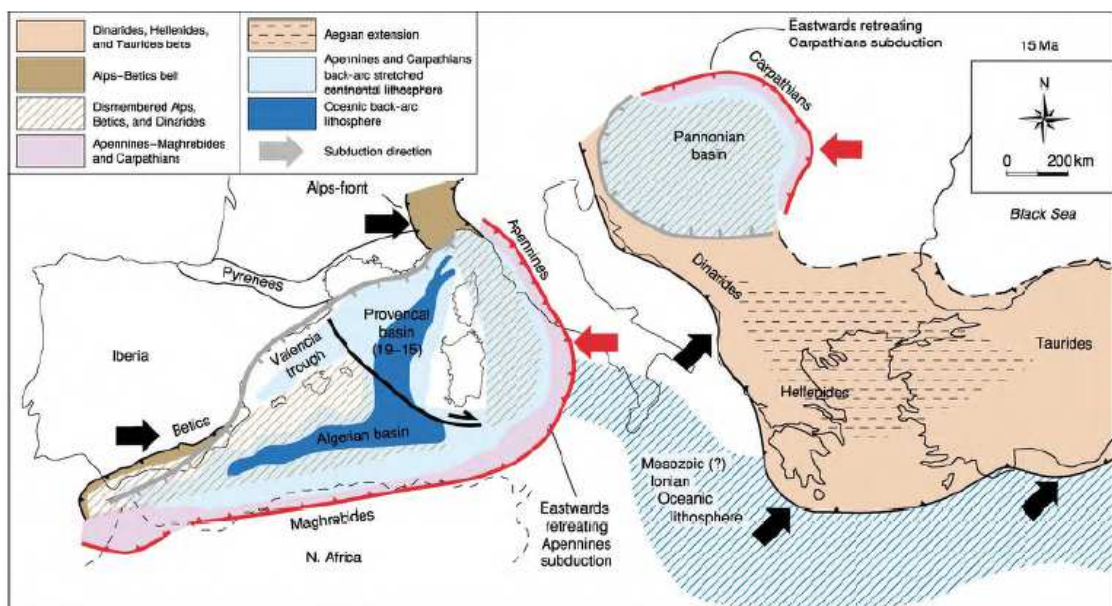 Dinarides, Hellenides,
and Taurides bets
Alps–Betics belt
Dismembered Alps,
Betics, and Dinarides
Apennines–Maghrebides
and Carpathians
Aegean extension
Apennines and Carpathians
back-arc stretched
continental lithosphere
Oceanic back-arc
lithosphere
Subduction direction
Eastwards retreating
Carpathians subduction
15 Ma
N
0 200 km
Carpathians
Pannonian
basin
Black Sea
Alps-front
Apennines
Pyrenees
Dinarides
Provencal
basin
(19–15)
Iberia
Valencia
trough
Taurides
Hellenides
Betics
Algerian basin
Mesozoic (?)
Ionian
Oceanic
lithosphere
Maghrebides
Eastwards
retreating
Apennines
subduction
N. Africa